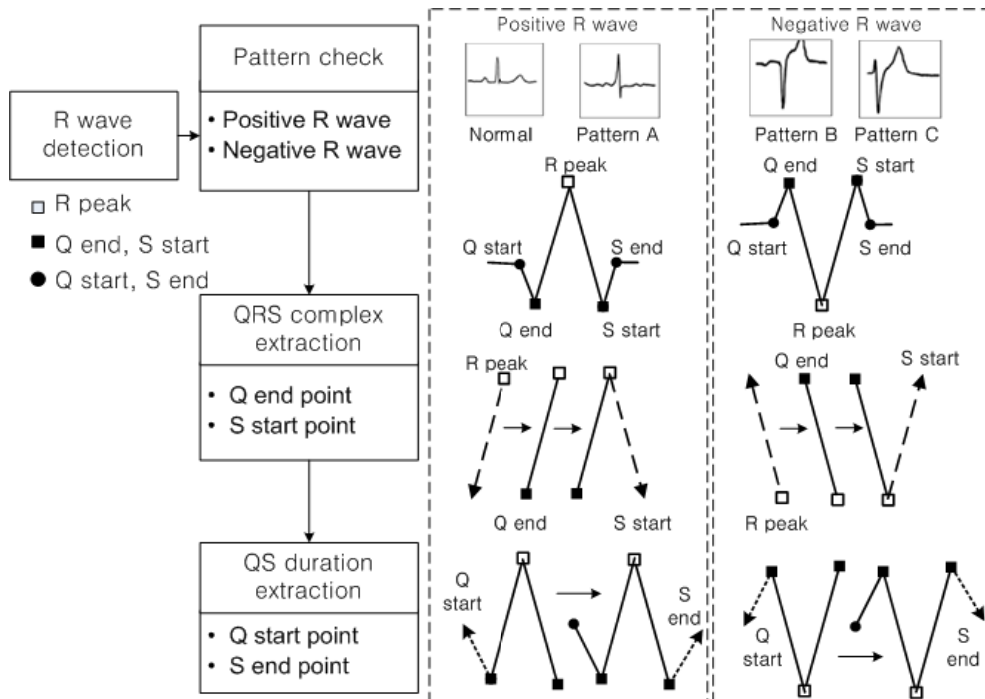 R wave
detection
Pattern check
• Positive R wave
• Negative R wave
R peak
Q end, S start
Q start, S end
QRS complex
extraction
• Q end point
• S start point
QS duration
extraction
• Q start point
• S end point
Positive R wave
Normal
Pattern A
R peak
Q start
S end
Q end
S start
R peak
Q end
S start
Q
start
S
end
Negative R wave
Pattern B
Pattern C
Q end
S start
Q start
S end
R peak
Q end
S start
R peak
Q
start
S
end